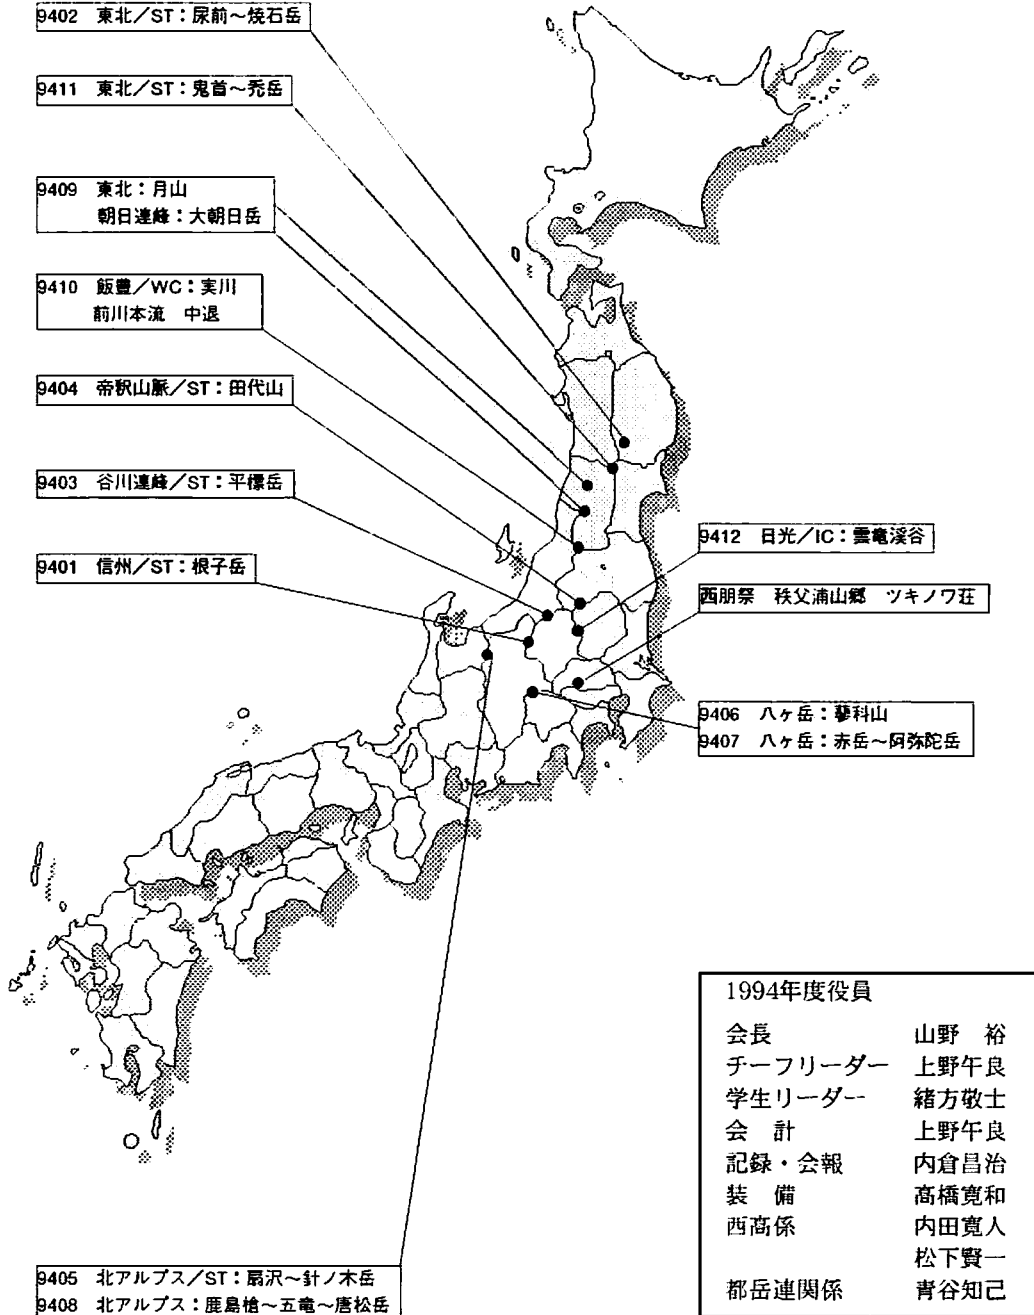 9402 東北／ST：尿前～焼石岳
9411 東北／ST：鬼首～禿岳
9409 東北：月山
朝日連峰：大朝日岳
9410 飯豊／WC：実川
前川本流 中退
9404 帝釈山脈／ST：田代山
9403 谷川連峰／ST：平標岳
9401 信州／ST：根子岳
9412 日光／IC：雲竜渓谷
西朋祭 秩父浦山郷 ツキノワ荘
9406 八ヶ岳：蓼科山
9407 八ヶ岳：赤岳～阿弥陀岳
9405 北アルプス／ST：扇沢～針ノ木岳
9408 北アルプス：鹿島槍～五竜～唐松岳
1994年度役員
会長 山野 裕
チーフリーダー 上野午良
学生リーダー 緒方敬士
会 計 上野午良
記録・会報 内倉昌治
装 備 高橋寛和
西高係 内田寛人
松下賢一
都岳連関係 青谷知己